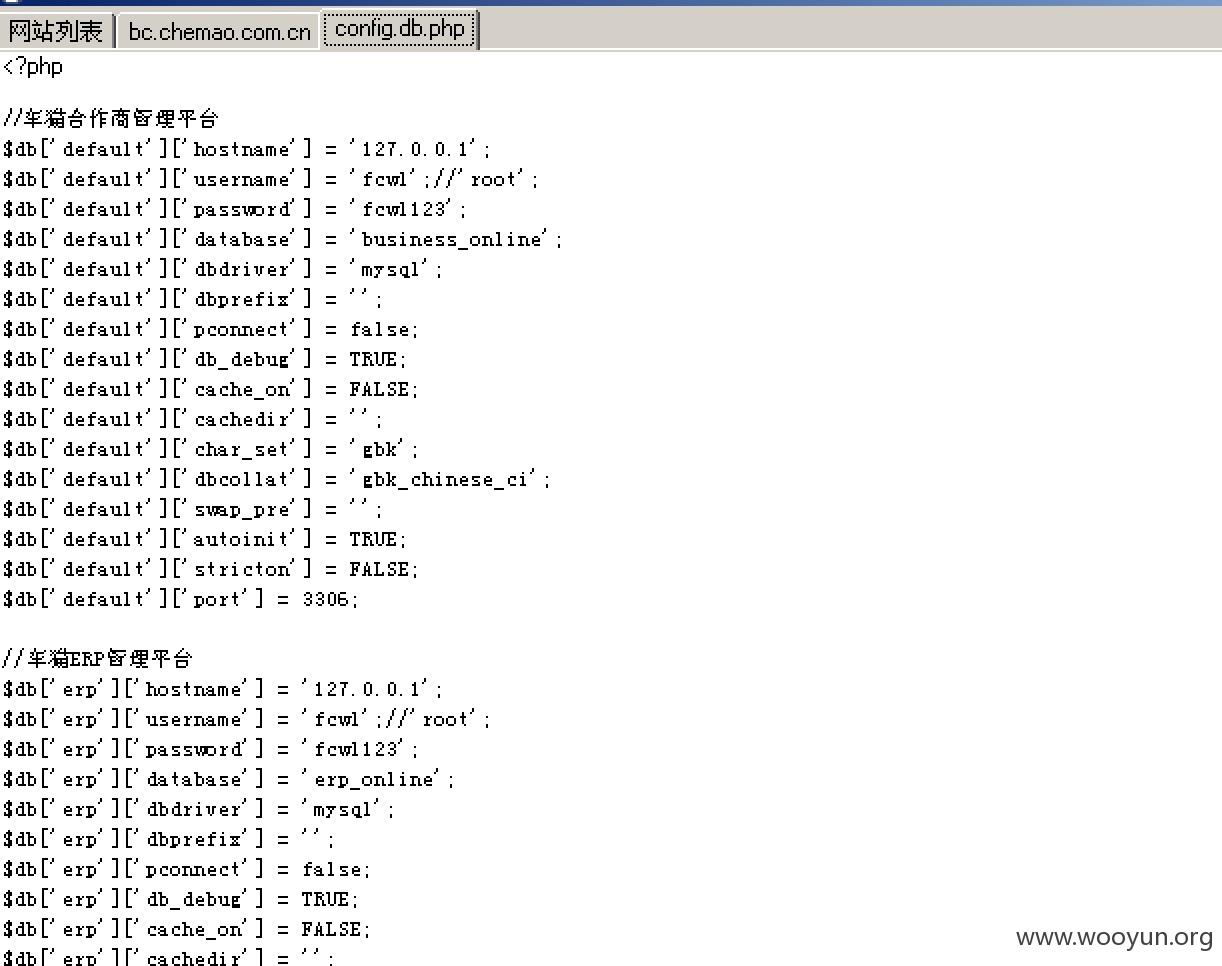 网站列表 bc.chemao.com.cn config.db.php
<?php
//车猫合作商管理平台
$db['default']['hostname'] = '127.0.0.1';
$db['default']['username'] = 'fcwl';//'root';
$db['default']['password'] = 'fcwl123';
$db['default']['database'] = 'business_online';
$db['default']['dbdriver'] = 'mysql';
$db['default']['dbprefix'] = '';
$db['default']['pconnect'] = false;
$db['default']['db_debug'] = TRUE;
$db['default']['cache_on'] = FALSE;
$db['default']['cachedir'] = '';
$db['default']['char_set'] = 'gbk';
$db['default']['dbcollat'] = 'gbk_chinese_ci';
$db['default']['swap_pre'] = '';
$db['default']['autoinit'] = TRUE;
$db['default']['stricton'] = FALSE;
$db['default']['port'] = 3306;
//车猫ERP管理平台
$db['erp']['hostname'] = '127.0.0.1';
$db['erp']['username'] = 'fcwl';//'root';
$db['erp']['password'] = 'fcwl123';
$db['erp']['database'] = 'erp_online';
$db['erp']['dbdriver'] = 'mysql';
$db['erp']['dbprefix'] = '';
$db['erp']['pconnect'] = false;
$db['erp']['db_debug'] = TRUE;
$db['erp']['cache_on'] = FALSE;
$db['erp']['cachedir'] = '';
www.wooyun.org